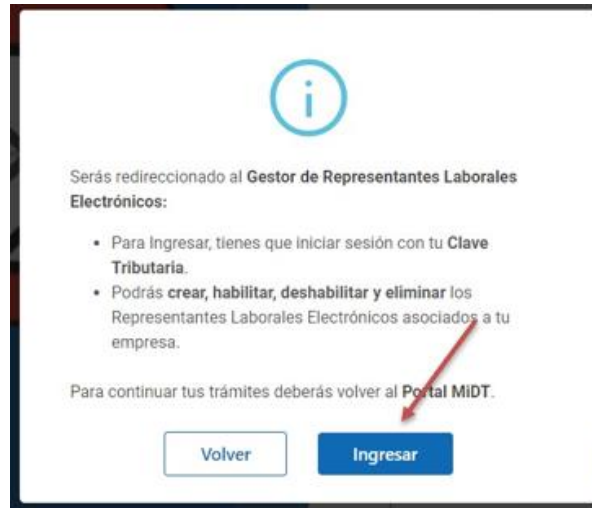 i
Serás redireccionado al Gestor de Representantes Laborales
Electrónicos:
• Para Ingresar, tienes que iniciar sesión con tu Clave
Tributaria.
• Podrás crear, habilitar, deshabilitar y eliminar los
Representantes Laborales Electrónicos asociados a tu
empresa.
Para continuar tus trámites deberás volver al Portal MiDT.
Volver Ingresar